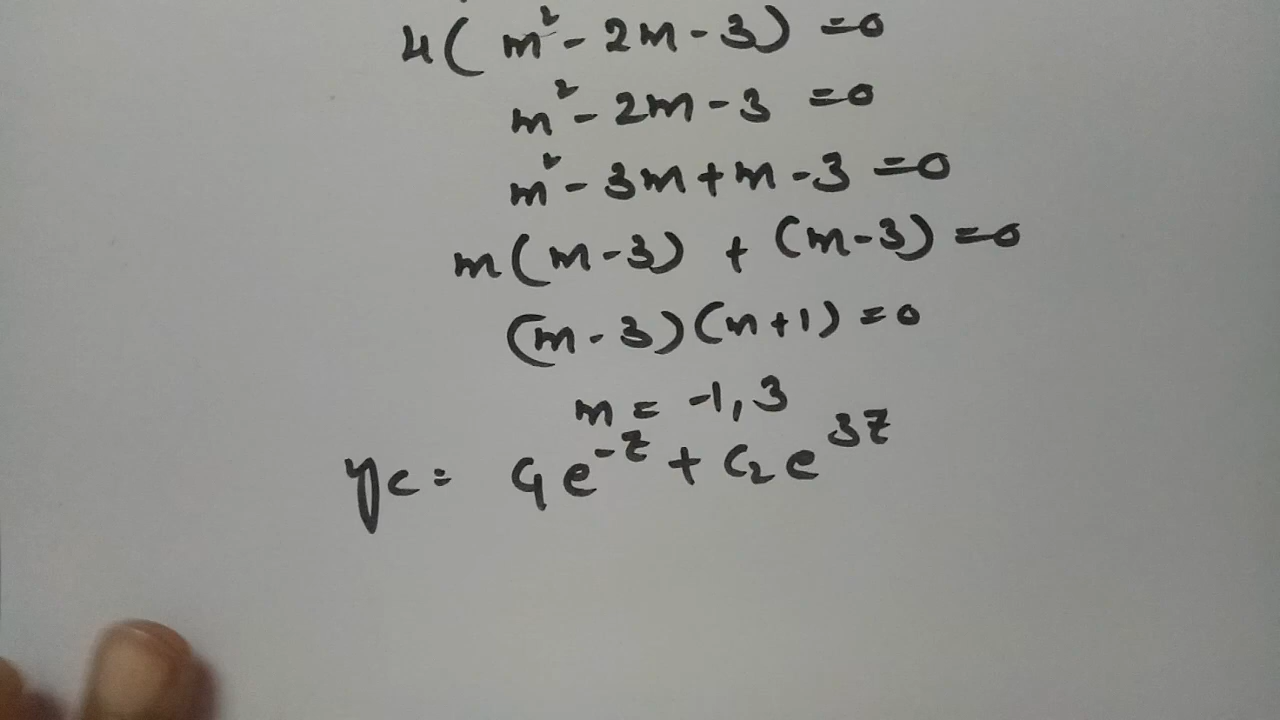 4(m² - 2m - 3) = 0
m² - 2m - 3 = 0
m² - 3m + m - 3 = 0
m(m - 3) + (m - 3) = 0
(m - 3)(m + 1) = 0
m = -1, 3
y_c = C₁e^{-z} + C₂e^{3z}